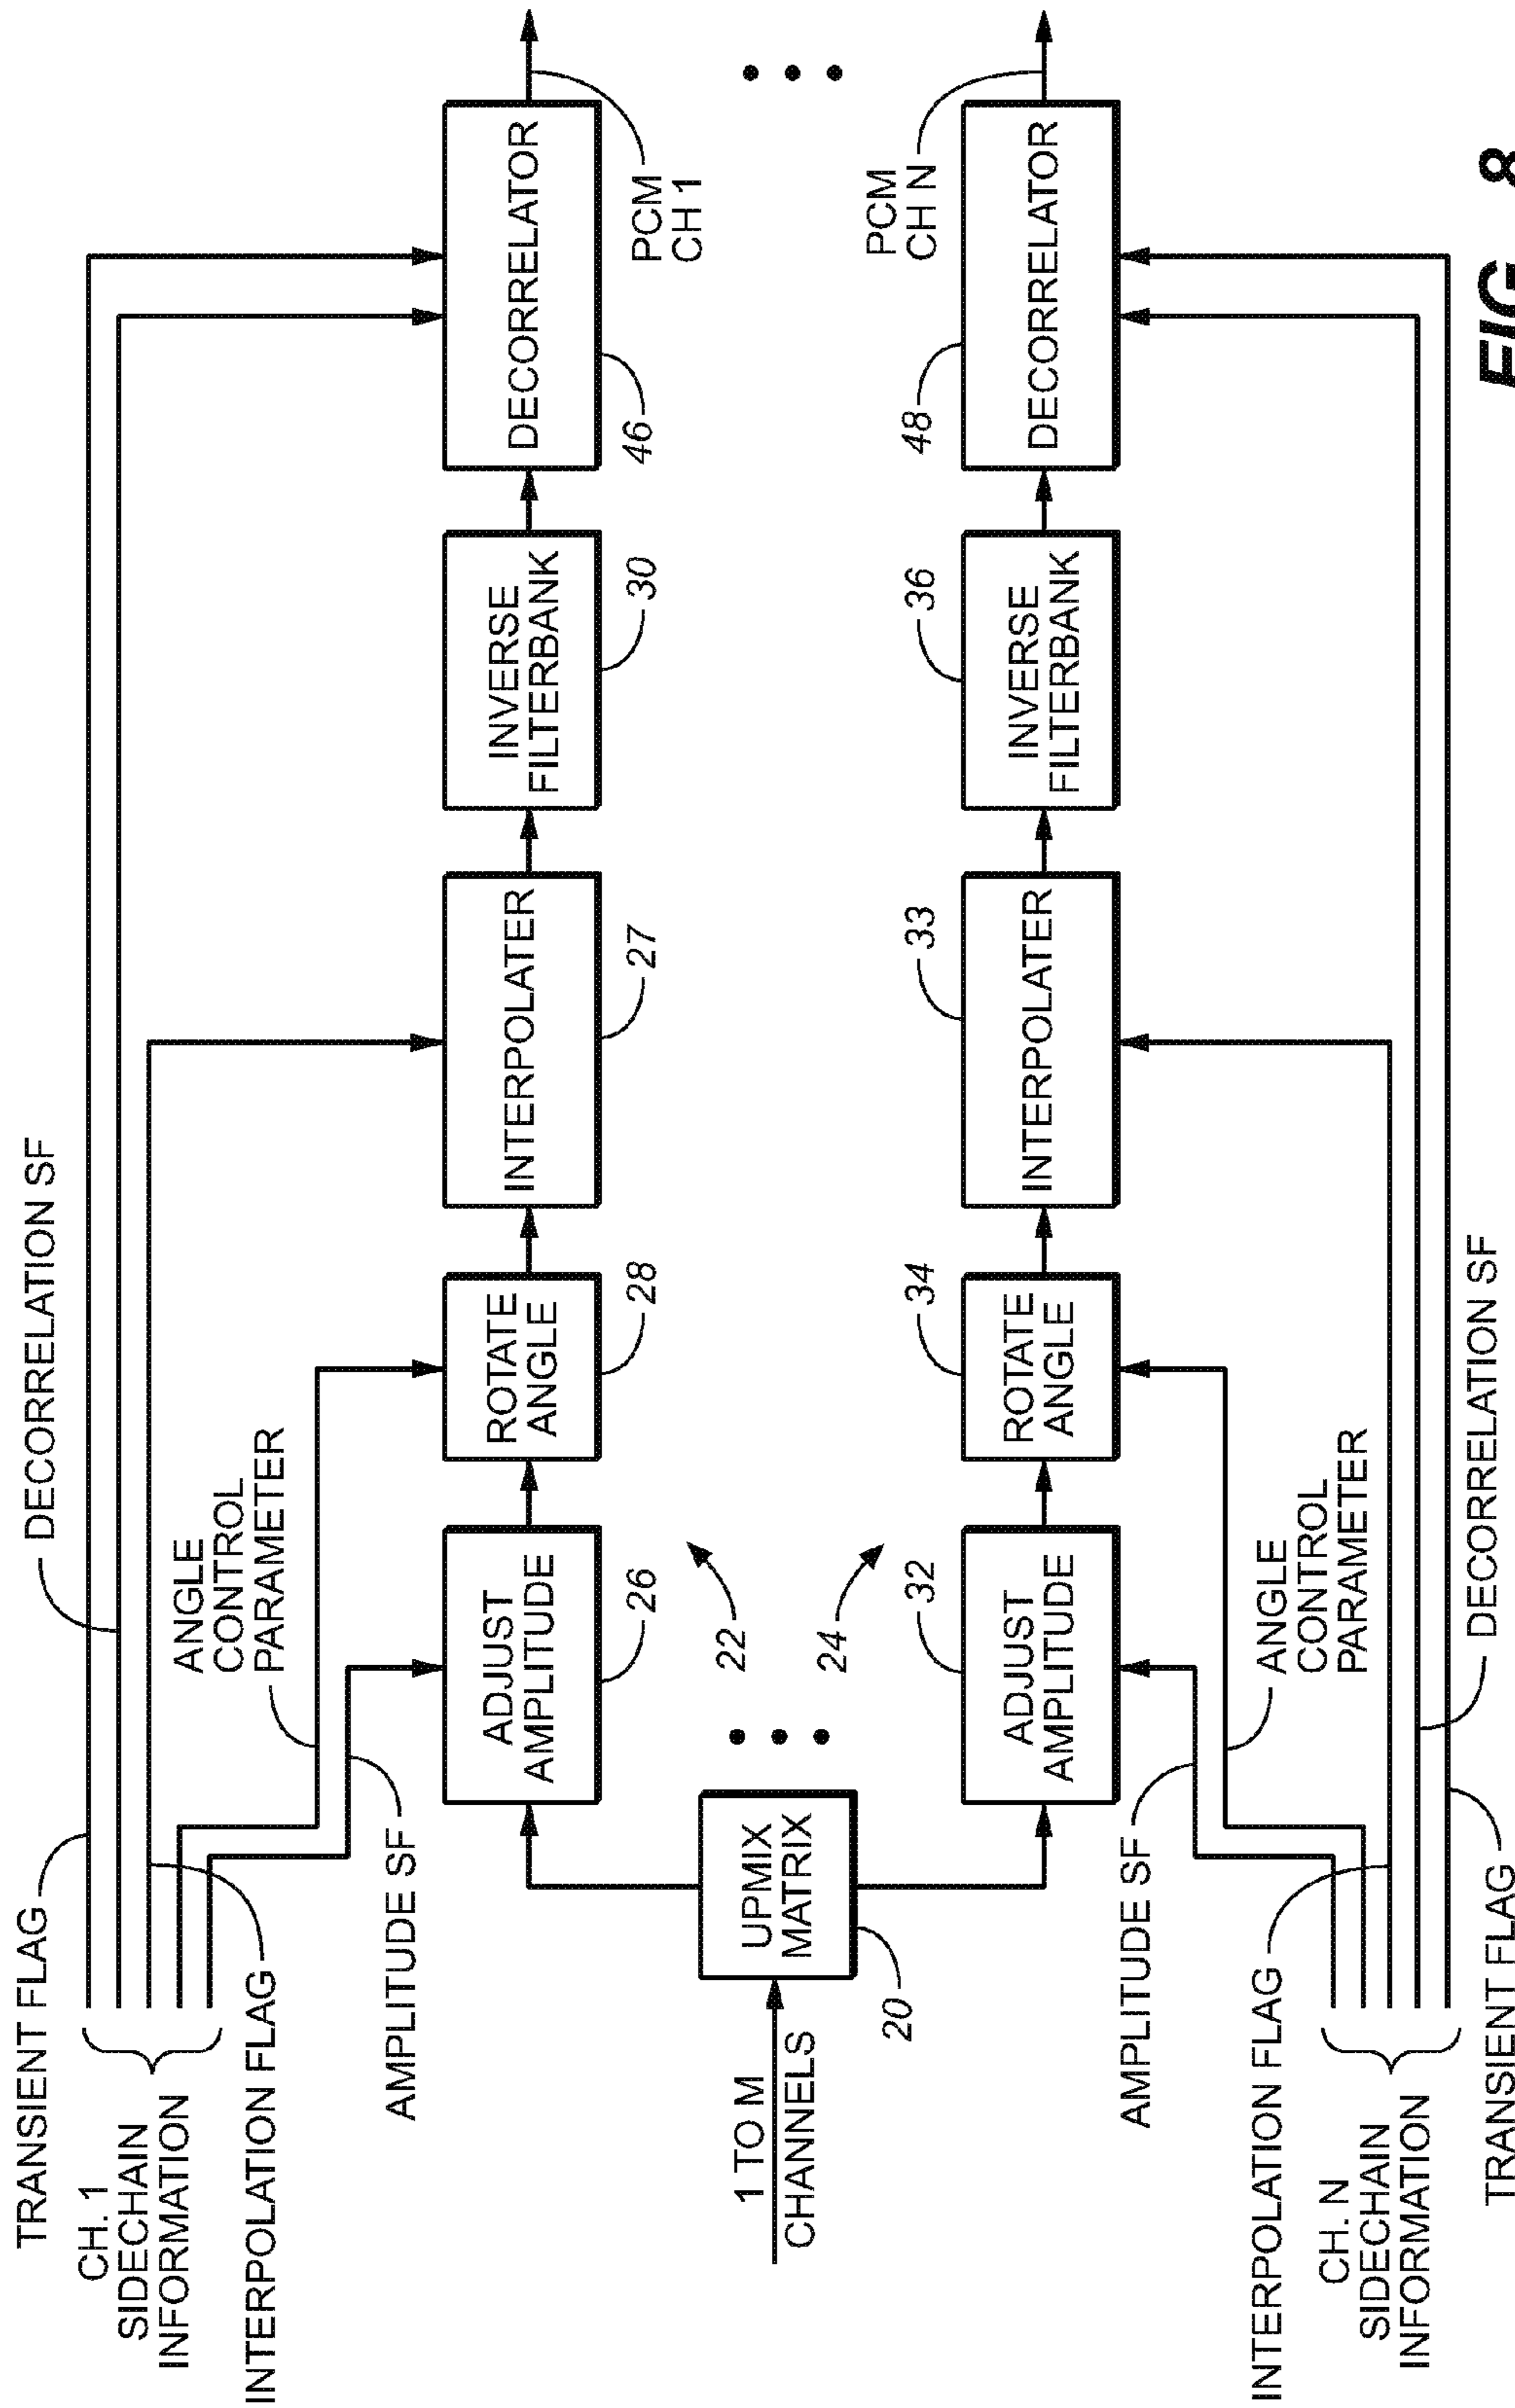 TRANSIENT FLAG
DECORRELATION SF
CH. 1
SIDECHAIN
INFORMATION
ANGLE
CONTROL
PARAMETER
INTERPOLATION FLAG
AMPLITUDE SF
ADJUST
AMPLITUDE
26
ROTATE
ANGLE
28
INTERPOLATER
27
INVERSE
FILTERBANK
30
DECORRELATOR
46
PCM
CH 1
22
1 TO M
CHANNELS
UPMIX
MATRIX
20
24
ADJUST
AMPLITUDE
32
ROTATE
ANGLE
34
INTERPOLATER
33
INVERSE
FILTERBANK
36
DECORRELATOR
48
PCM
CH N
AMPLITUDE SF
ANGLE
CONTROL
PARAMETER
INTERPOLATION FLAG
CH. N
SIDECHAIN
INFORMATION
DECORRELATION SF
TRANSIENT FLAG
FIG._8